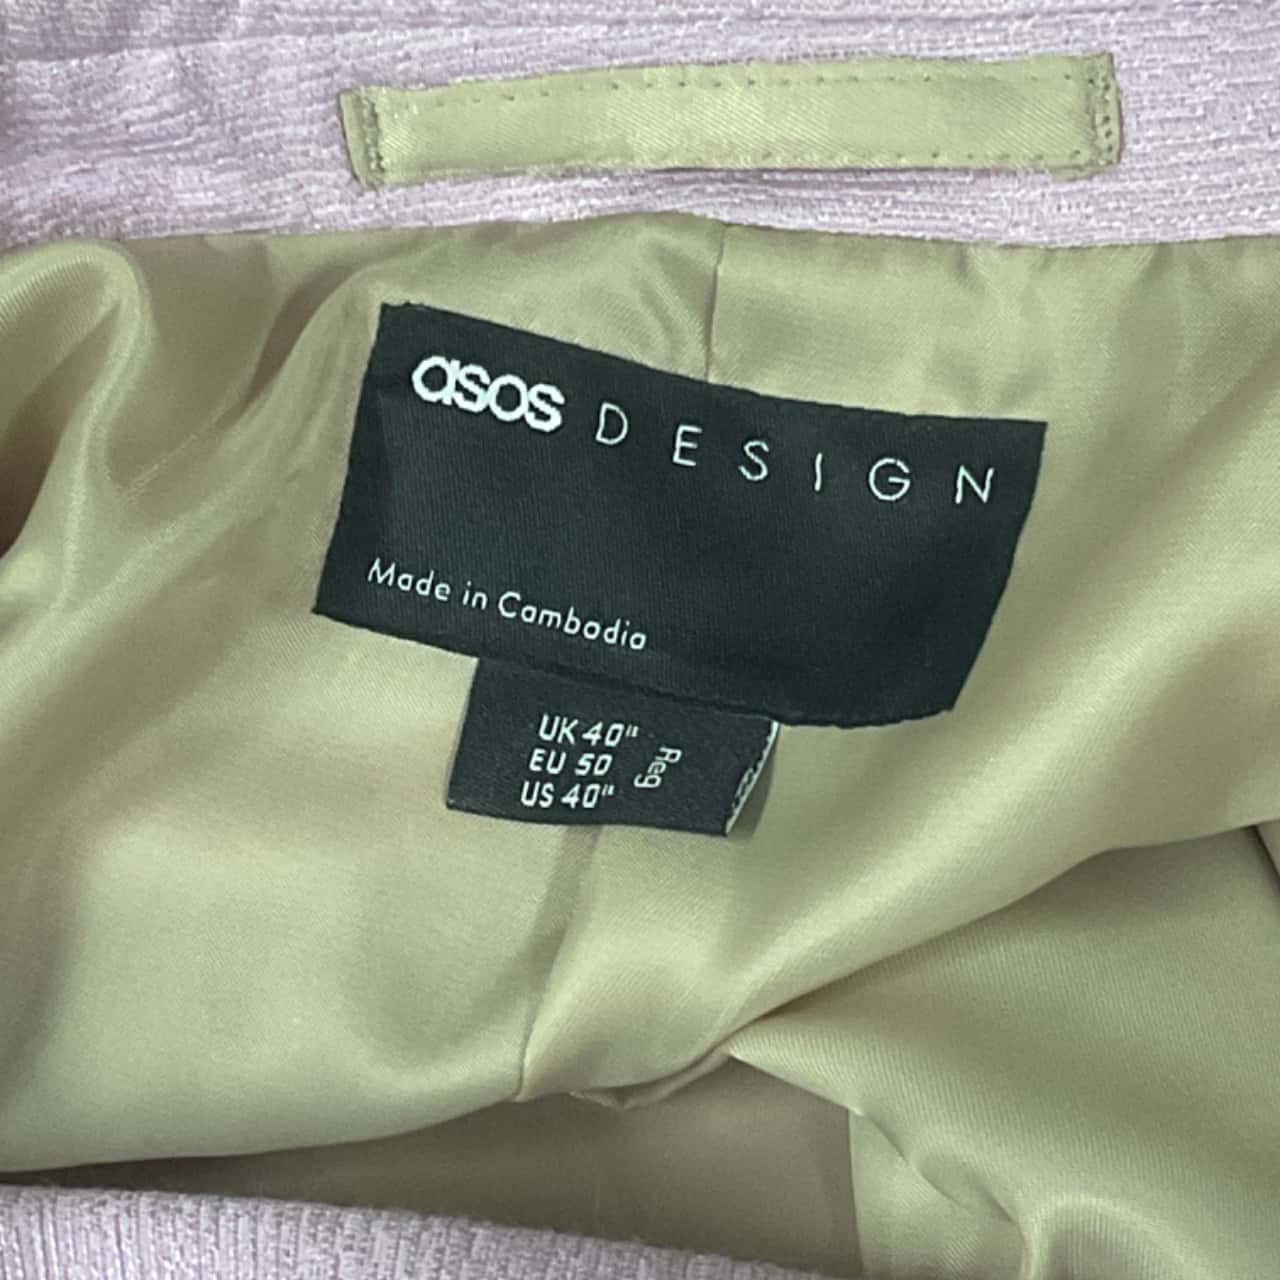 asos DESIGN
Made in Cambodia
UK 40"
EU 50
US 40"
Reg